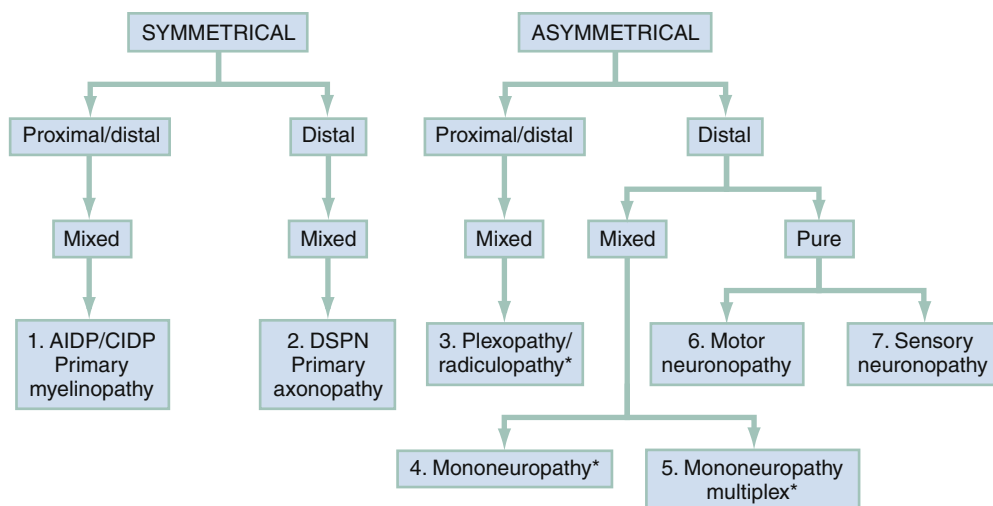 SYMMETRICAL
ASYMMETRICAL
Proximal/distal
Distal
Proximal/distal
Distal
Mixed
Mixed
Mixed
Mixed
Pure
1. AIDP/CIDP
Primary
myelinopathy
2. DSPN
Primary
axonopathy
3. Plexopathy/
radiculopathy*
6. Motor
neuronopathy
7. Sensory
neuronopathy
4. Mononeuropathy*
5. Mononeuropathy
multiplex*